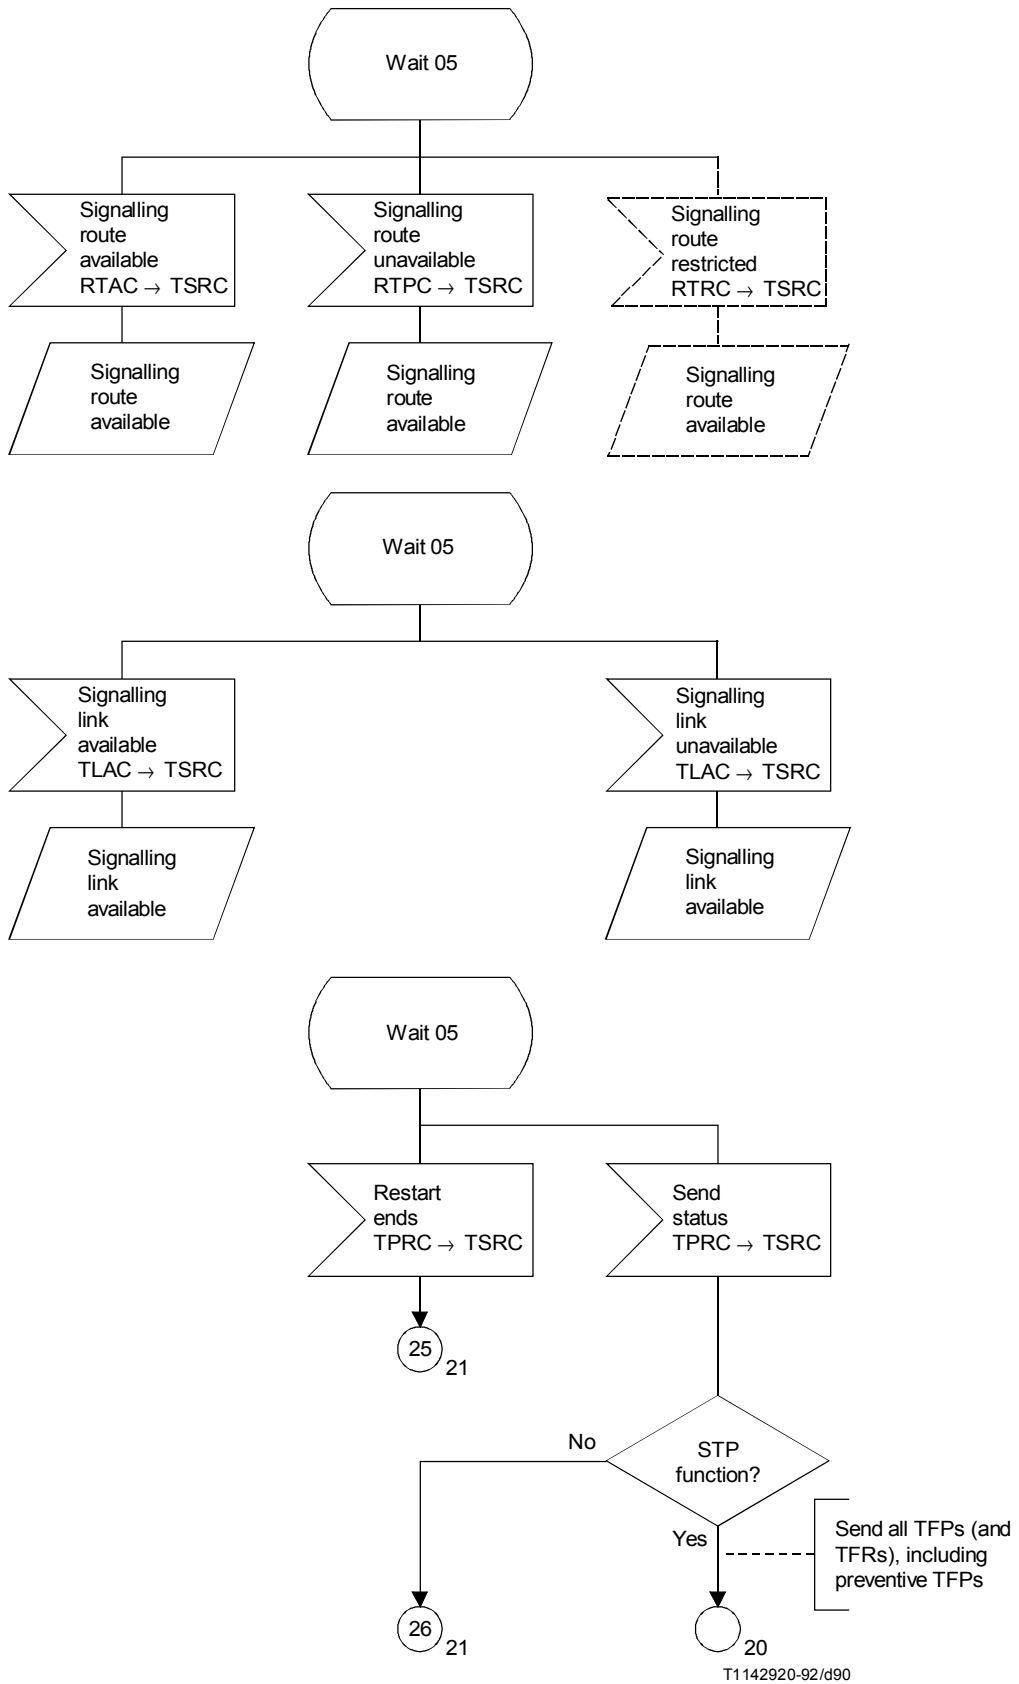 Wait 05
Signalling
route
available
RTAC → TSRC
Signalling
route
unavailable
RTPC → TSRC
Signalling
route
restricted
RTRC → TSRC
Signalling
route
available
Signalling
route
available
Signalling
route
available
Wait 05
Signalling
link
available
TLAC → TSRC
Signalling
link
unavailable
TLAC → TSRC
Signalling
link
available
Signalling
link
available
Wait 05
Restart
ends
TPRC → TSRC
Send
status
TPRC → TSRC
25
21
No
STP
function?
Yes
Send all TFPs (and
TFRs), including
preventive TFPs
26
21
20
T1142920-92/d90